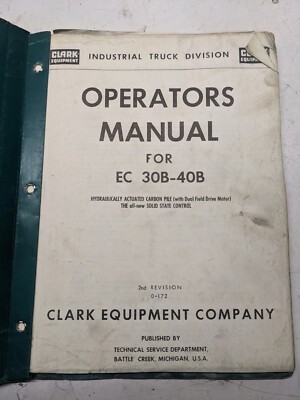 CLARK
EQUIPMENT
INDUSTRIAL TRUCK DIVISION
OPERATORS
MANUAL
FOR
EC 30B-40B
HYDRAULICALLY ACTUATED CARBON PILE (with Dual Field Drive Motor)
THE all-new SOLID STATE CONTROL
2nd REVISION
0-172
CLARK EQUIPMENT COMPANY
PUBLISHED BY
TECHNICAL SERVICE DEPARTMENT,
BATTLE CREEK, MICHIGAN, U.S.A.